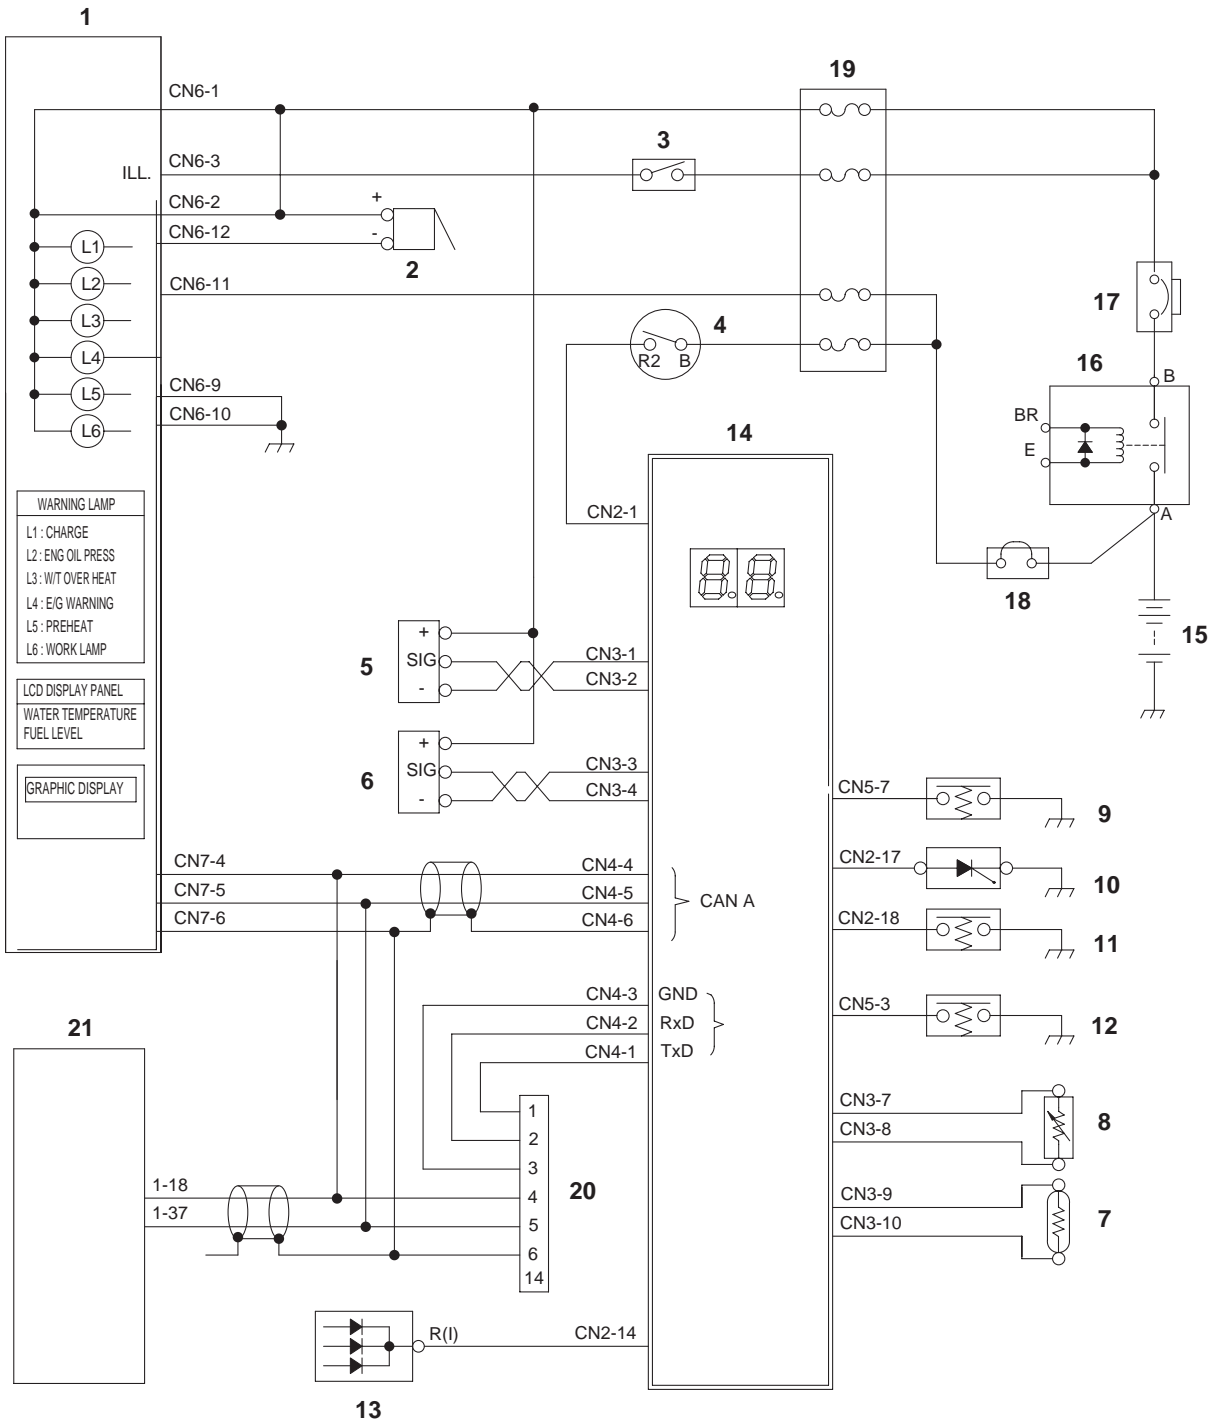 1
19
CN6-1
3
CN6-3
ILL.
CN6-2
+
CN6-12
-
L1
2
L2
CN6-11
17
L3
4
L4
R2 B
16
B
L5
CN6-9
BR
L6
CN6-10
14
E
WARNING LAMP
L1 : CHARGE
L2 : ENG OIL PRESS
L3 : W/T OVER HEAT
L4 : E/G WARNING
L5 : PREHEAT
L6 : WORK LAMP
CN2-1
A
18
15
5
+
SIG
-
CN3-1
CN3-2
LCD DISPLAY PANEL
WATER TEMPERATURE
FUEL LEVEL
6
+
SIG
-
CN3-3
CN3-4
GRAPHIC DISPLAY
CN5-7
9
CN7-4
CN4-4
CN2-17
10
CN7-5
CN4-5
CAN A
CN7-6
CN4-6
CN2-18
11
CN4-3
GND
CN5-3
12
21
CN4-2
RxD
CN4-1
TxD
CN3-7
8
CN3-8
1
2
3
4
5
6
14
20
1-18
1-37
CN3-9
7
CN3-10
R(I)
CN2-14
13